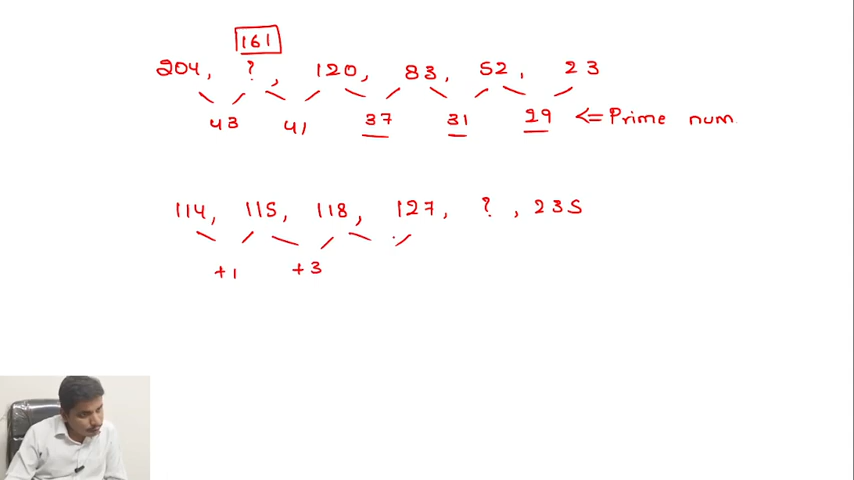 161
204, ?, 120, 83, 52, 23
43 41 37 31 29 <= Prime num
114, 115, 118, 127, ?, 235
+1 +3